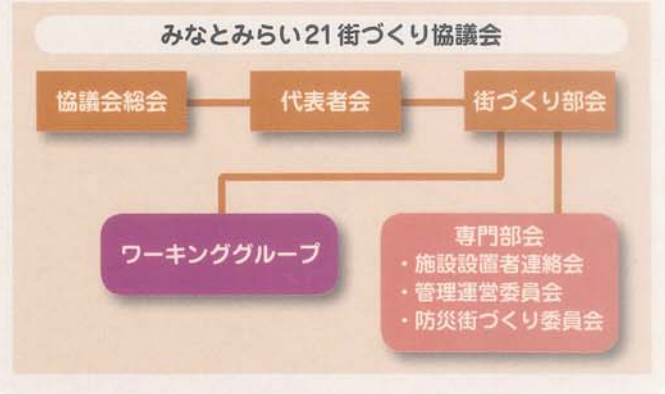 みなとみらい21街づくり協議会
協議会総会
代表者会
街づくり部会
ワーキンググループ
専門部会
・施設設置者連絡会
・管理運営委員会
・防災街づくり委員会